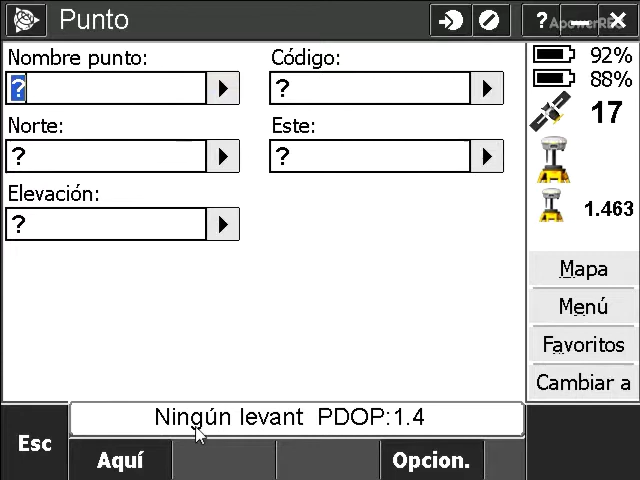 Punto
?
ApowerREC
Nombre punto:
Código:
92%
?
?
88%
17
Norte:
Este:
?
?
Elevación:
1.463
?
Mapa
Menú
Favoritos
Cambiar a
Ningún levant PDOP:1.4
Esc
Aquí
Opcion.